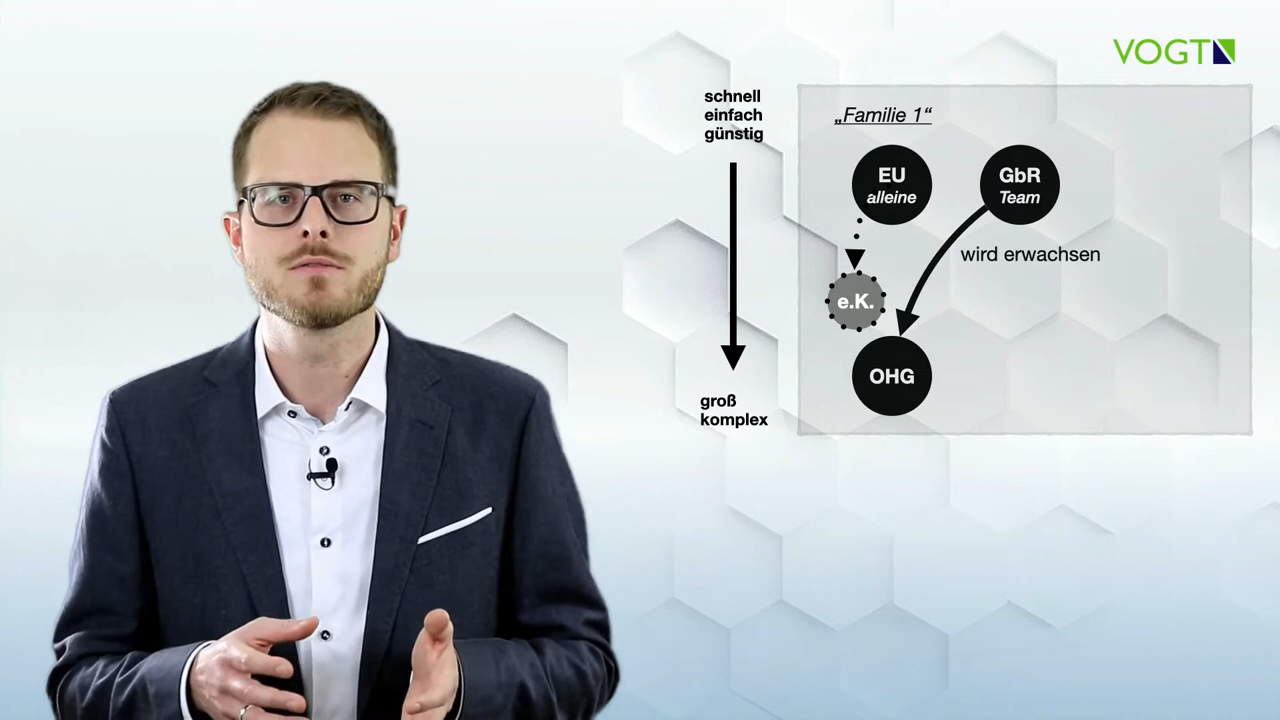 VOGT
schnell
einfach
günstig
„Familie 1“
EU
alleine
GbR
Team
wird erwachsen
e.K.
OHG
groß
komplex